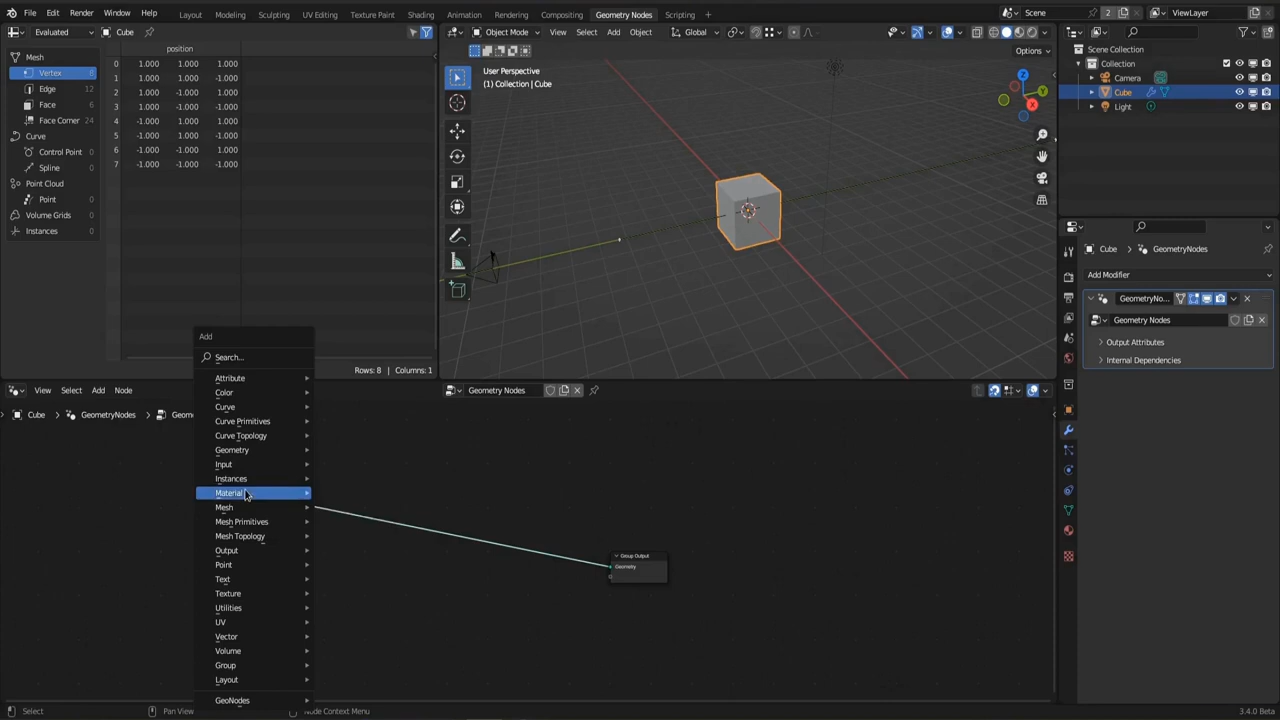 File Edit Render Window Help Layout Modeling Sculpting UV Editing Texture Paint Shading Animation Rendering Compositing Geometry Nodes Scripting + Scene 2 ViewLayer
Evaluated Cube
Object Mode View Select Add Object Global
Options
position
Mesh
Vertex 8
Edge 12
Face 6
Face Corner 24
Curve
Control Point 0
Spline 0
Point Cloud
Point 0
Volume Grids 0
Instances 0
0 1.000 1.000 1.000
1 1.000 1.000 -1.000
2 1.000 -1.000 1.000
3 1.000 -1.000 -1.000
4 -1.000 1.000 1.000
5 -1.000 1.000 -1.000
6 -1.000 -1.000 1.000
7 -1.000 -1.000 -1.000
Rows: 8 | Columns: 1
User Perspective
(1) Collection | Cube
Z
Y
X
Scene Collection
Collection
Camera
Cube
Light
Cube GeometryNodes
Add Modifier
GeometryNo...
Geometry Nodes
Output Attributes
Internal Dependencies
View Select Add Node
Geometry Nodes
Cube GeometryNodes Geom
Add
Search...
Attribute
Color
Curve
Curve Primitives
Curve Topology
Geometry
Input
Instances
Material
Mesh
Mesh Primitives
Mesh Topology
Output
Point
Text
Texture
Utilities
UV
Vector
Volume
Group
Layout
GeoNodes
Group Output
Geometry
Select Pan View Node Context Menu 3.4.0 Beta